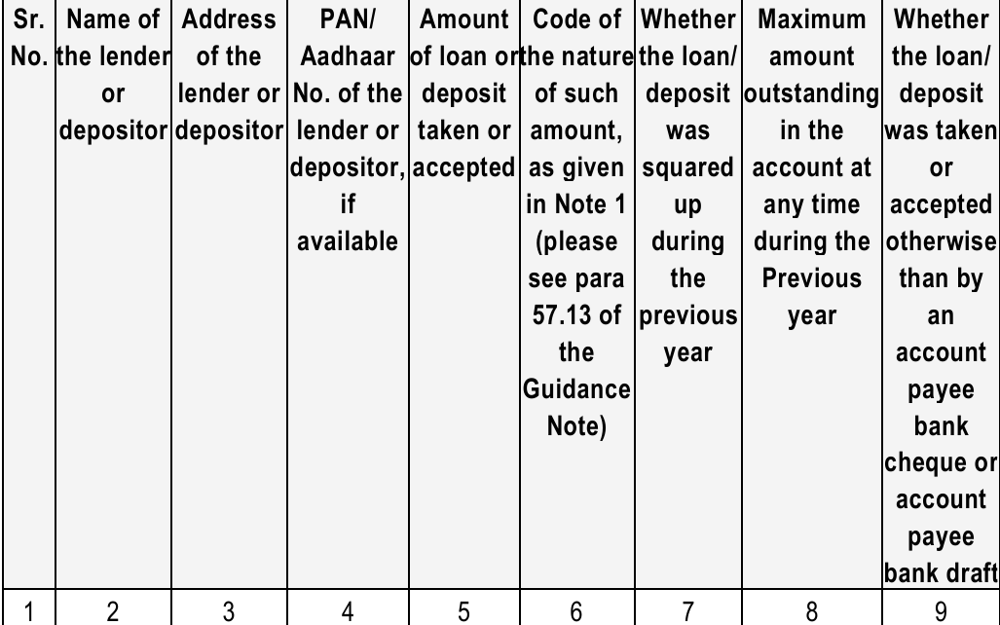 Sr.
No.
Name of
the lender
or
depositor
Address
of the
lender or
depositor
PAN/
Aadhaar
No. of the
lender or
depositor,
if
available
Amount
of loan or
deposit
taken or
accepted
Code of
the nature
of such
amount,
as given
in Note 1
(please
see para
57.13 of
the
Guidance
Note)
Whether
the loan/
deposit
was
squared
up
during
the
previous
year
Maximum
amount
outstanding
in the
account at
any time
during the
Previous
year
Whether
the loan/
deposit
was taken
or
accepted
otherwise
than by
an
account
payee
bank
cheque or
account
payee
bank draft
1 2 3 4 5 6 7 8 9